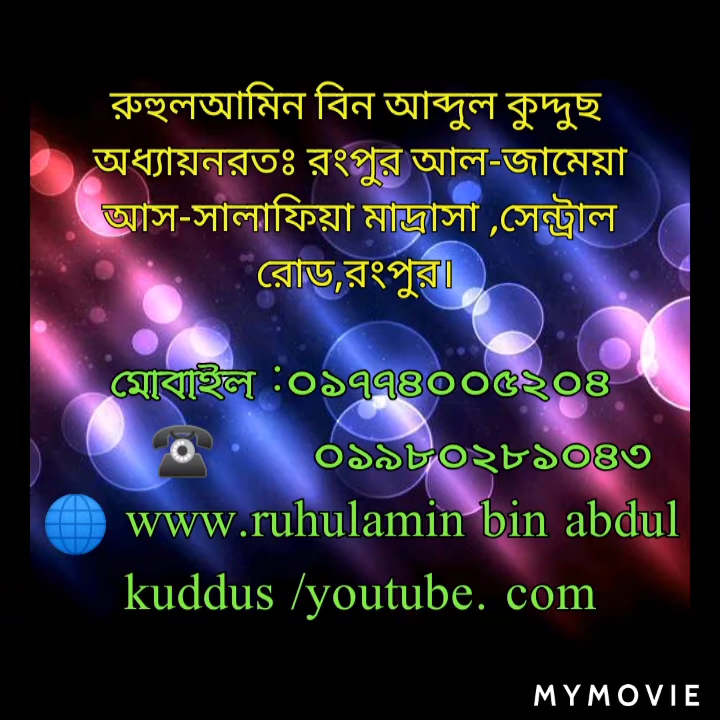 রুহুলআমিন বিন আব্দুল কুদ্দুছ
অধ্যায়নরতঃ রংপুর আল-জামেয়া
আস-সালাফিয়া মাদ্রাসা ,সেন্ট্রাল
রোড,রংপুর।
মোবাইল :০১৭৭৪০০৫২০৪
০১৯৮০২৮১০৪৩
www.ruhulamin bin abdul
kuddus /youtube. com
MYMOVIE